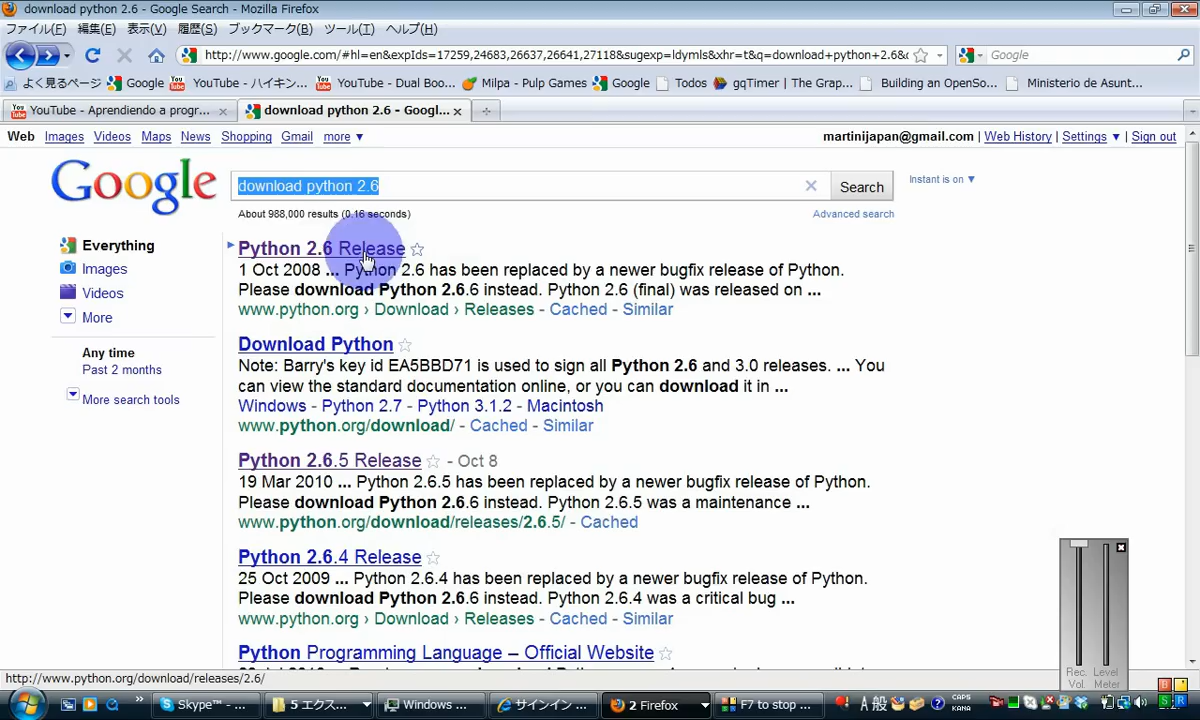 download python 2.6 - Google Search - Mozilla Firefox
ファイル(F) 編集(E) 表示(V) 履歴(S) ブックマーク(B) ツール(T) ヘルプ(H)
http://www.google.com/#hl=en&expIds=17259,24683,26637,26641,27118&sugexp=ldymls&xhr=t&q=download+python+2.6& Google
よく見るページ Google YouTube - ハイキン... YouTube - Dual Boo... Milpa - Pulp Games Google Todos gqTimer | The Grap... Building an OpenSo... Ministerio de Asunt...
YouTube - Aprendiendo a progr... download python 2.6 - Googl...
Web Images Videos Maps News Shopping Gmail more ▼ martinijapan@gmail.com | Web History | Settings ▼ | Sign out
Google download python 2.6 Search Instant is on ▼
About 988,000 results (0.16 seconds) Advanced search
Everything
Images
Videos
More
Any time
Past 2 months
More search tools
Python 2.6 Release
1 Oct 2008 ... Python 2.6 has been replaced by a newer bugfix release of Python.
Please download Python 2.6.6 instead. Python 2.6 (final) was released on ...
www.python.org › Download › Releases - Cached - Similar
Download Python
Note: Barry's key id EA5BBD71 is used to sign all Python 2.6 and 3.0 releases. ... You
can view the standard documentation online, or you can download it in ...
Windows - Python 2.7 - Python 3.1.2 - Macintosh
www.python.org/download/ - Cached - Similar
Python 2.6.5 Release - Oct 8
19 Mar 2010 ... Python 2.6.5 has been replaced by a newer bugfix release of Python.
Please download Python 2.6.6 instead. Python 2.6.5 was a maintenance ...
www.python.org/download/releases/2.6.5/ - Cached
Python 2.6.4 Release
25 Oct 2009 ... Python 2.6.4 has been replaced by a newer bugfix release of Python.
Please download Python 2.6.6 instead. Python 2.6.4 was a critical bug ...
www.python.org › Download › Releases - Cached - Similar
Python Programming Language – Official Website
Rec. Level
Vol. Meter
http://www.python.org/download/releases/2.6/
Skype™ - ... 5 エクス... Windows ... サインイン ... 2 Firefox F7 to stop ... A 般 CAPS
KANA